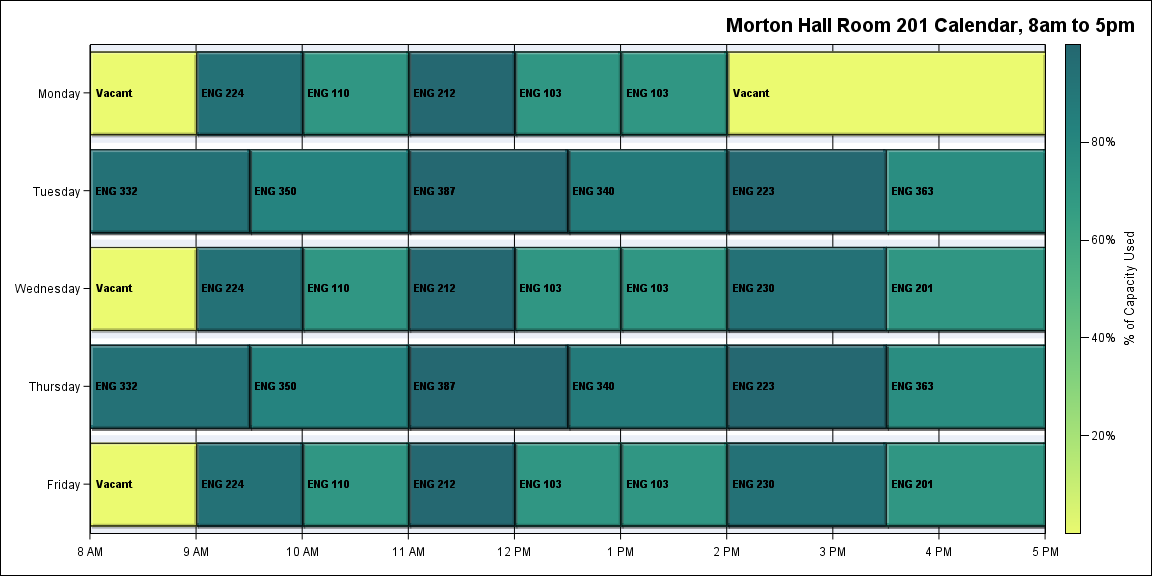 Morton Hall Room 201 Calendar, 8am to 5pm
Monday
Vacant
ENG 224
ENG 110
ENG 212
ENG 103
ENG 103
Vacant
Tuesday
ENG 332
ENG 350
ENG 387
ENG 340
ENG 223
ENG 363
Wednesday
Vacant
ENG 224
ENG 110
ENG 212
ENG 103
ENG 103
ENG 230
ENG 201
Thursday
ENG 332
ENG 350
ENG 387
ENG 340
ENG 223
ENG 363
Friday
Vacant
ENG 224
ENG 110
ENG 212
ENG 103
ENG 103
ENG 230
ENG 201
8 AM
9 AM
10 AM
11 AM
12 PM
1 PM
2 PM
3 PM
4 PM
5 PM
80%
60%
40%
20%
% of Capacity Used